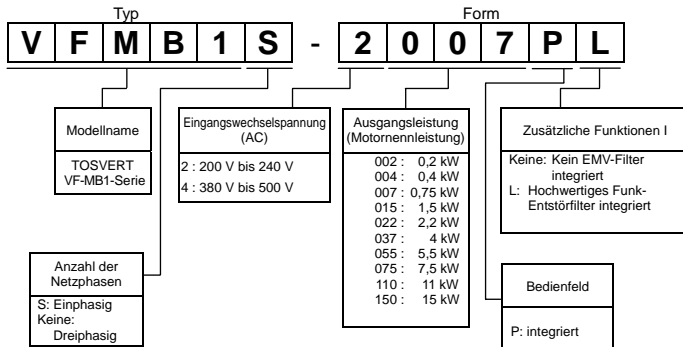 Typ
Form
V F M B 1 S - 2 0 0 7 P L
Modellname
TOSVERT
VF-MB1-Serie
Eingangswechselspannung
(AC)
2 : 200 V bis 240 V
4 : 380 V bis 500 V
Ausgangsleistung
(Motornennleistung)
002 : 0,2 kW
004 : 0,4 kW
007 : 0,75 kW
015 : 1,5 kW
022 : 2,2 kW
037 : 4 kW
055 : 5,5 kW
075 : 7,5 kW
110 : 11 kW
150 : 15 kW
Zusätzliche Funktionen I
Keine: Kein EMV-Filter
integriert
L: Hochwertiges Funk-
Entstörfilter integriert
Anzahl der
Netzphasen
S: Einphasig
Keine:
Dreiphasig
Bedienfeld
P: integriert